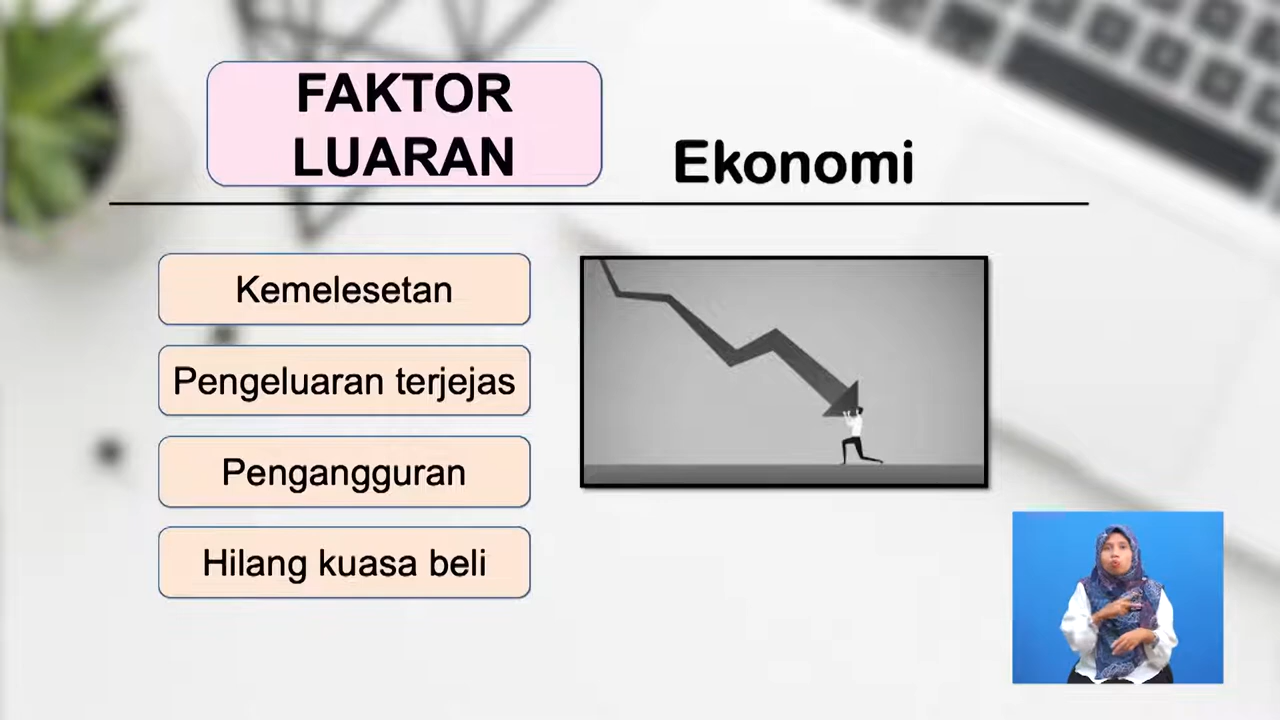 FAKTOR
LUARAN
Ekonomi
Kemelesetan
Pengeluaran terjejas
Pengangguran
Hilang kuasa beli